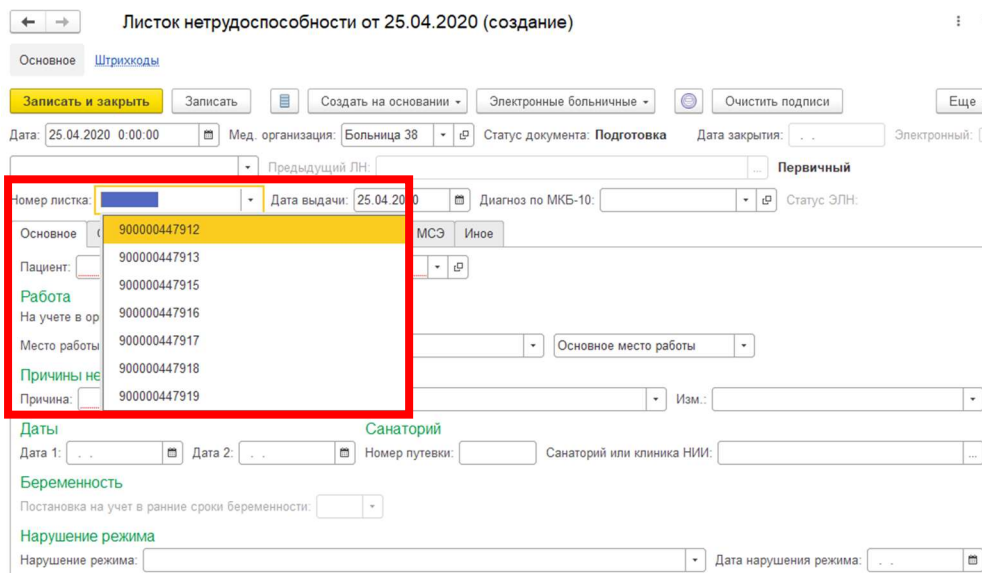 Листок нетрудоспособности от 25.04.2020 (создание)
Основное Штрихкоды
Записать и закрыть Записать Создать на основании Электронные больничные Очистить подписи Еще
Дата: 25.04.2020 0:00:00 Мед. организация: Больница 38 Статус документа: Подготовка Дата закрытия: . . Электронный:
Предыдущий ЛН: ... Первичный
Номер листка: Дата выдачи: 25.04.2020 Диагноз по МКБ-10: Статус ЭЛН:
Основное МСЭ Иное
900000447912
900000447913
Пациент:
900000447915
Работа
900000447916
На учете в ор
900000447917
Место работы Основное место работы
900000447918
Причины не
900000447919
Причина: Изм.:
Даты Санаторий
Дата 1: . . Дата 2: . . Номер путевки: Санаторий или клиника НИИ: ...
Беременность
Постановка на учет в ранние сроки беременности:
Нарушение режима
Нарушение режима: Дата нарушения режима: . .